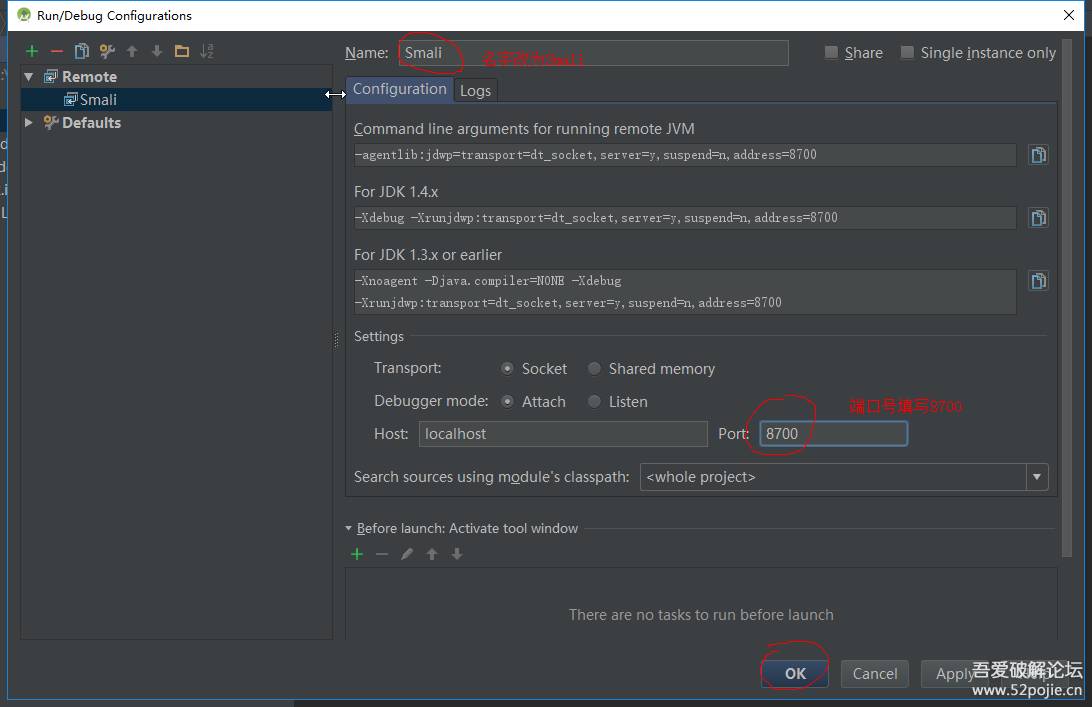 Run/Debug Configurations
Name: Smali 名字改为Smali Share Single instance only
Remote
Smali
Defaults
Configuration Logs
Command line arguments for running remote JVM
-agentlib:jdwp=transport=dt_socket,server=y,suspend=n,address=8700
For JDK 1.4.x
-Xdebug -Xrunjdwp:transport=dt_socket,server=y,suspend=n,address=8700
For JDK 1.3.x or earlier
-Xnoagent -Djava.compiler=NONE -Xdebug
-Xrunjdwp:transport=dt_socket,server=y,suspend=n,address=8700
Settings
Transport: Socket Shared memory
Debugger mode: Attach Listen
端口号填写8700
Host: localhost Port: 8700
Search sources using module's classpath: <whole project>
Before launch: Activate tool window
There are no tasks to run before launch
OK Cancel Apply
吾爱破解论坛
www.52pojie.cn